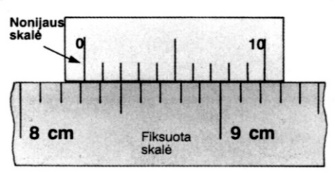 Nonijaus
skalė
0 10
8 cm 9 cm
Fiksuota
skalė